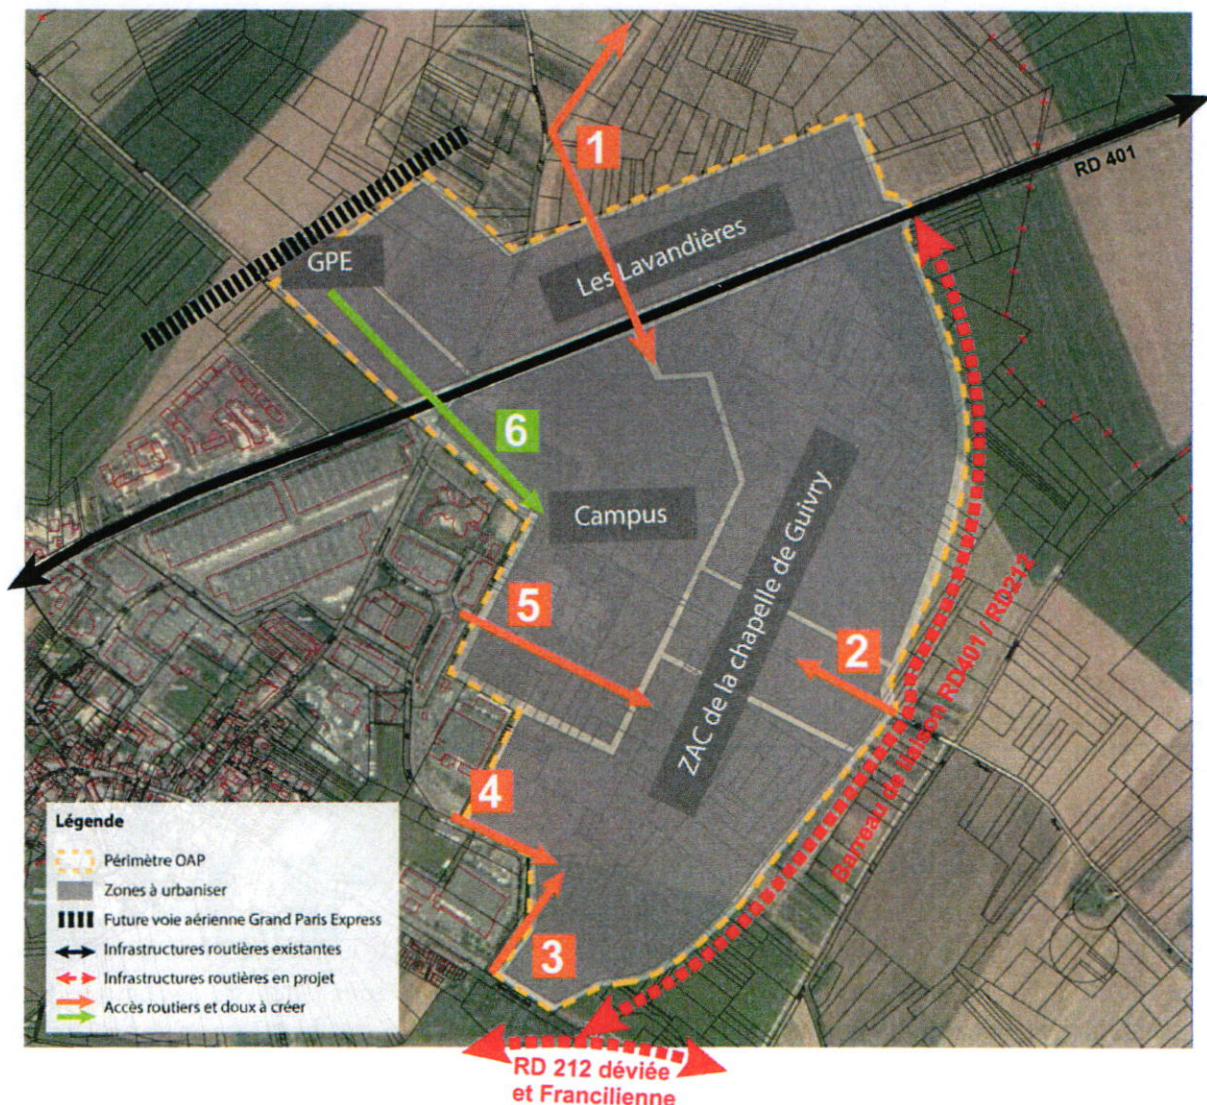 1
RD 401
GPE
Les Lavandières
6
Campus
ZAC de la chapelle de Guivry
5
2
Barreau de liaison RD401 / RD212
4
3
Légende
Périmètre OAP
Zones à urbaniser
Future voie aérienne Grand Paris Express
Infrastructures routières existantes
Infrastructures routières en projet
Accès routiers et doux à créer
RD 212 déviée
et Francilienne